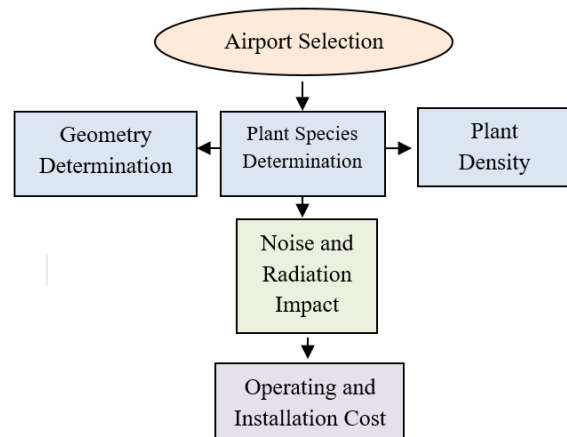 Airport Selection
Geometry
Determination
Plant Species
Determination
Plant
Density
Noise and
Radiation
Impact
Operating and
Installation Cost